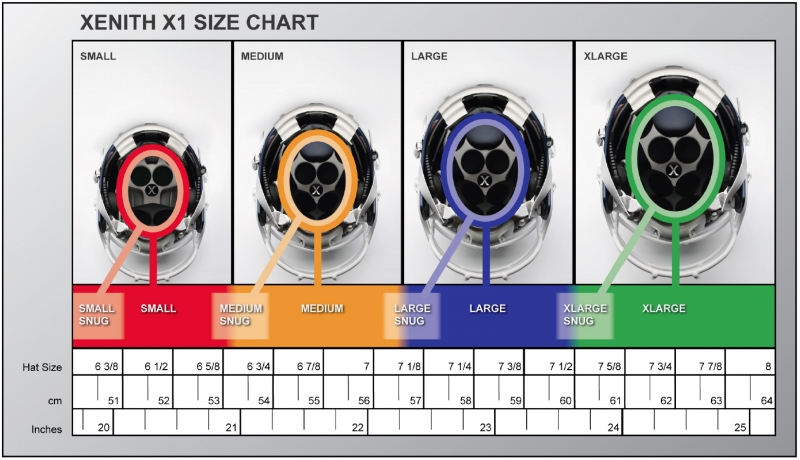 XENITH X1 SIZE CHART
SMALL MEDIUM LARGE XLARGE
X X X X
SMALL SNUG SMALL MEDIUM SNUG MEDIUM LARGE SNUG LARGE XLARGE SNUG XLARGE
Hat Size 6 3/8 6 1/2 6 5/8 6 3/4 6 7/8 7 7 1/8 7 1/4 7 3/8 7 1/2 7 5/8 7 3/4 7 7/8 8
cm 51 52 53 54 55 56 57 58 59 60 61 62 63 64
Inches 20 21 22 23 24 25